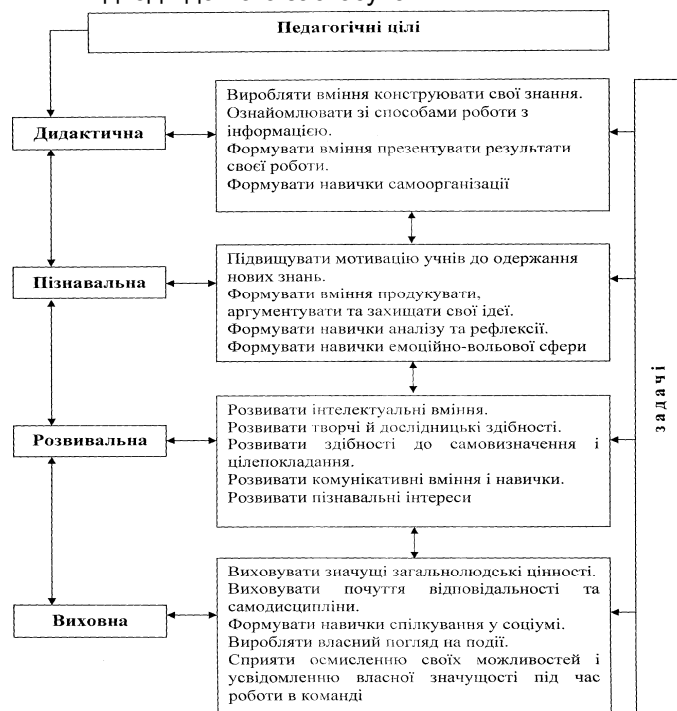 Педагогічні цілі
Дидактична
Виробляти вміння конструювати свої знання.
Ознайомлювати зі способами роботи з
інформацією.
Формувати вміння презентувати результати
своєї роботи.
Формувати навички самоорганізації
Пізнавальна
Підвищувати мотивацію учнів до одержання
нових знань.
Формувати вміння продукувати,
аргументувати та захищати свої ідеї.
Формувати навички аналізу та рефлексії.
Формувати навички емоційно-вольової сфери
Розвивальна
Розвивати інтелектуальні вміння.
Розвивати творчі й дослідницькі здібності.
Розвивати здібності до самовизначення і
цілепокладання.
Розвивати комунікативні вміння і навички.
Розвивати пізнавальні інтереси
Виховна
Виховувати значущі загальнолюдські цінності.
Виховувати почуття відповідальності та
самодисципліни.
Формувати навички спілкування у соціумі.
Виробляти власний погляд на події.
Сприяти осмисленню своїх можливостей і
усвідомленню власної значущості під час
роботи в команді
задачі